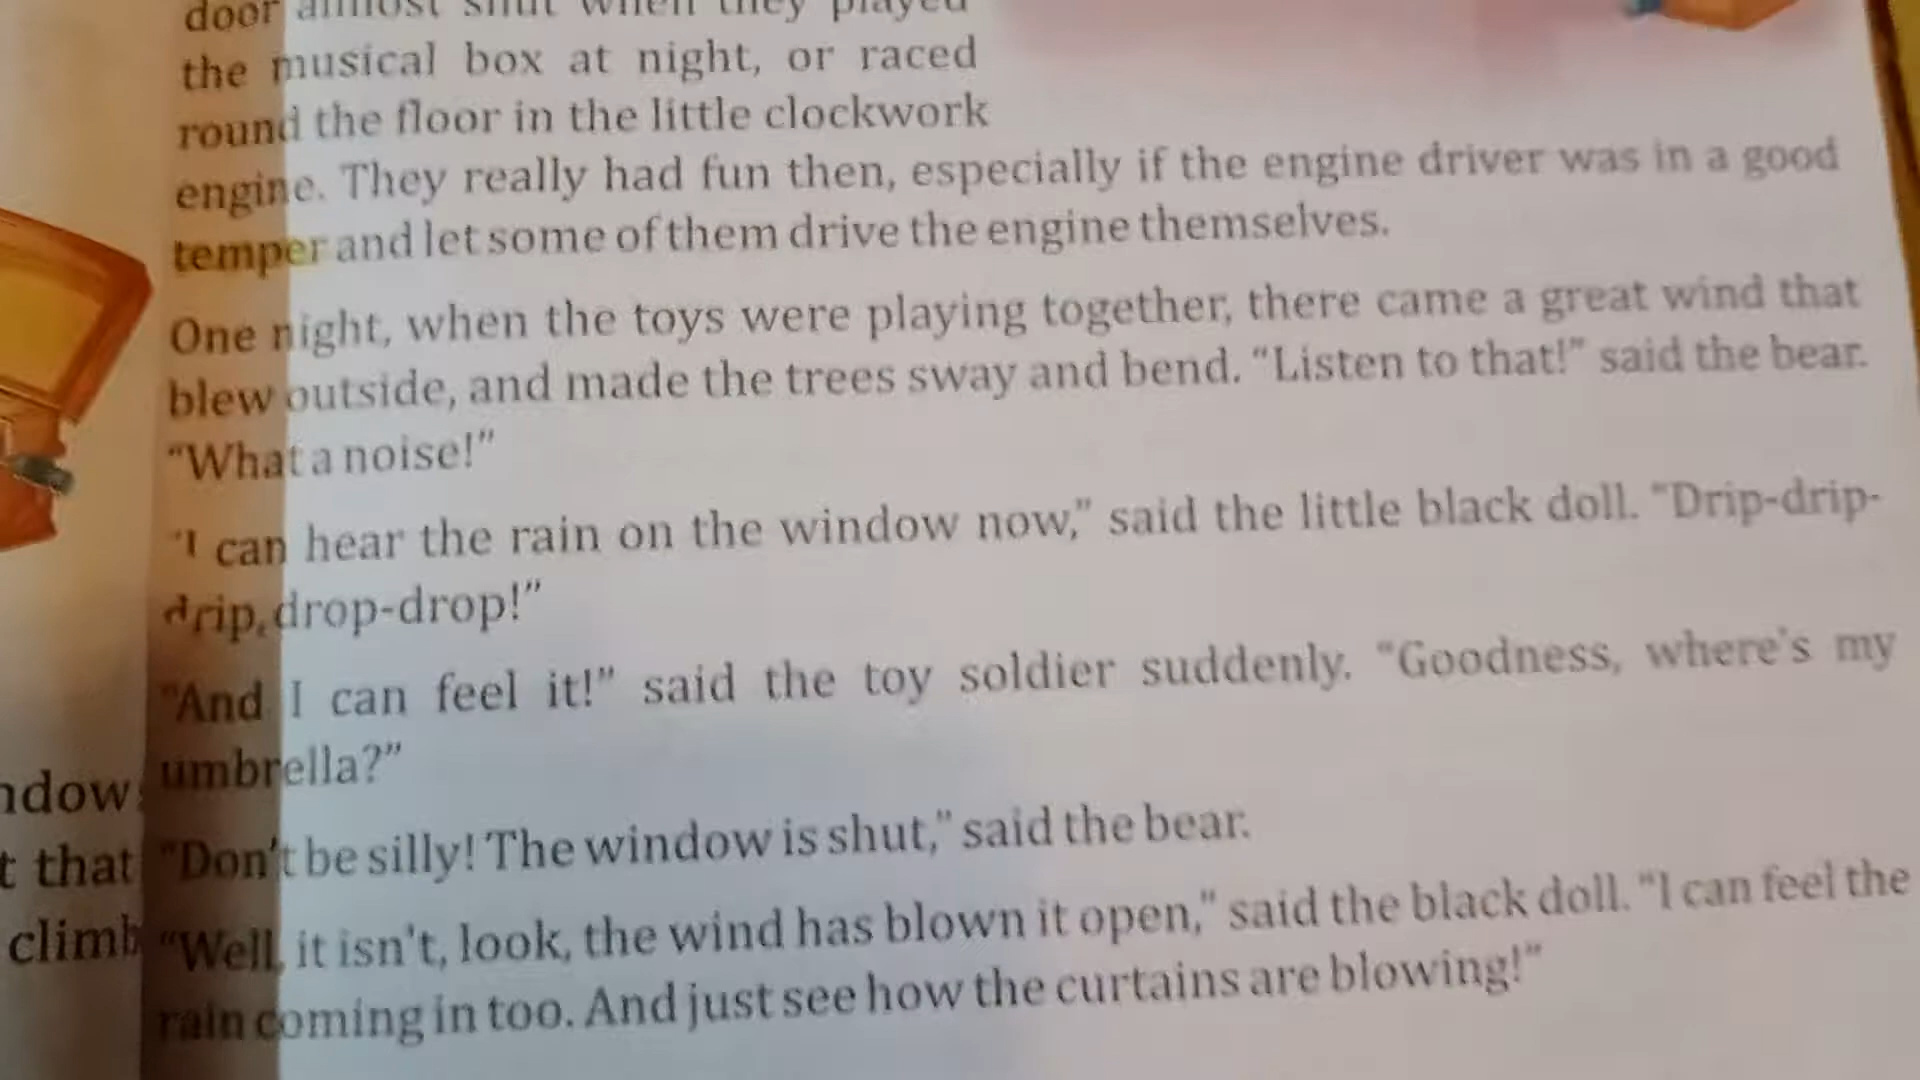 door almost shut when they played
the musical box at night, or raced
round the floor in the little clockwork
engine. They really had fun then, especially if the engine driver was in a good
temper and let some of them drive the engine themselves.
One night, when the toys were playing together, there came a great wind that
blew outside, and made the trees sway and bend. “Listen to that!” said the bear.
“What a noise!”
“I can hear the rain on the window now,” said the little black doll. “Drip-drip-
drip, drop-drop!”
“And I can feel it!” said the toy soldier suddenly. “Goodness, where's my
umbrella?”
“Don't be silly! The window is shut,” said the bear.
“Well, it isn't, look, the wind has blown it open,” said the black doll. “I can feel the
rain coming in too. And just see how the curtains are blowing!”
that
climb